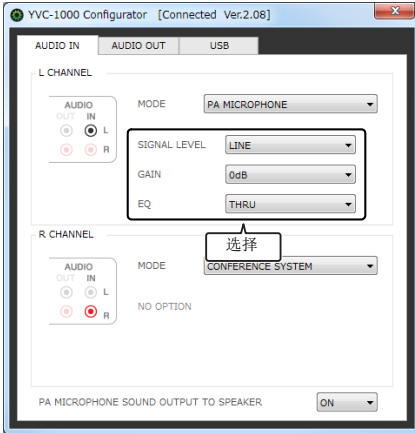 YVC-1000 Configurator [Connected Ver.2.08]
AUDIO IN AUDIO OUT USB
L CHANNEL
AUDIO
OUT IN
L
R
MODE PA MICROPHONE
SIGNAL LEVEL LINE
GAIN 0dB
EQ THRU
选择
R CHANNEL
AUDIO
OUT IN
L
R
MODE CONFERENCE SYSTEM
NO OPTION
PA MICROPHONE SOUND OUTPUT TO SPEAKER ON